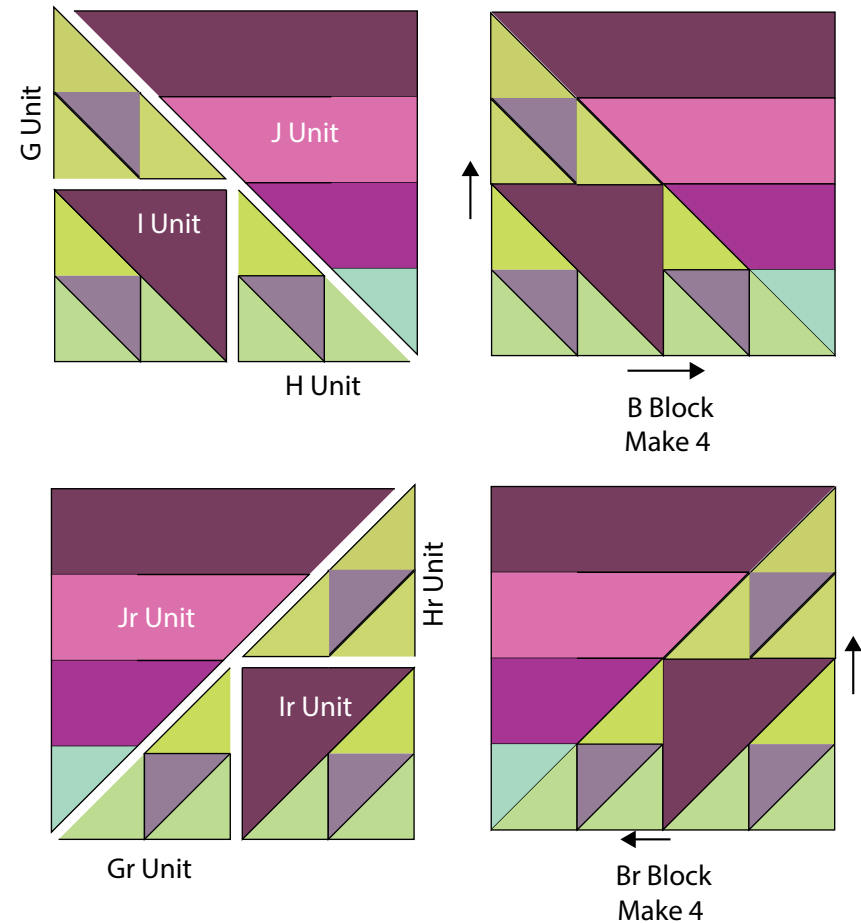 G Unit
J Unit
I Unit
H Unit
B Block
Make 4
Jr Unit
Hr Unit
Ir Unit
Gr Unit
Br Block
Make 4